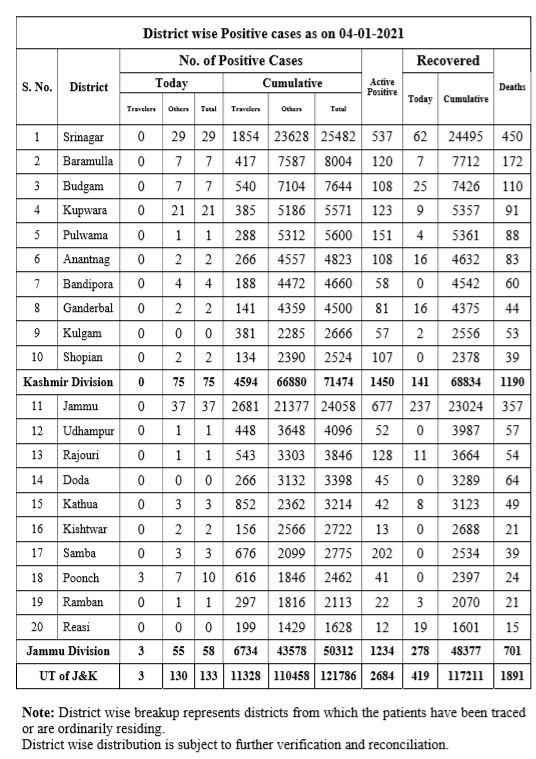 District wise Positive cases as on 04-01-2021
S. No. District No. of Positive Cases Active Positive Recovered Deaths
Today Cumulative Today Cumulative
Travelers Others Total Travelers Others Total
1 Srinagar 0 29 29 1854 23628 25482 537 62 24495 450
2 Baramulla 0 7 7 417 7587 8004 120 7 7712 172
3 Budgam 0 7 7 540 7104 7644 108 25 7426 110
4 Kupwara 0 21 21 385 5186 5571 123 9 5357 91
5 Pulwama 0 1 1 288 5312 5600 151 4 5361 88
6 Anantnag 0 2 2 266 4557 4823 108 16 4632 83
7 Bandipora 0 4 4 188 4472 4660 58 0 4542 60
8 Ganderbal 0 2 2 141 4359 4500 81 16 4375 44
9 Kulgam 0 0 0 381 2285 2666 57 2 2556 53
10 Shopian 0 2 2 134 2390 2524 107 0 2378 39
Kashmir Division 0 75 75 4594 66880 71474 1450 141 68834 1190
11 Jammu 0 37 37 2681 21377 24058 677 237 23024 357
12 Udhampur 0 1 1 448 3648 4096 52 0 3987 57
13 Rajouri 0 1 1 543 3303 3846 128 11 3664 54
14 Doda 0 0 0 266 3132 3398 45 0 3289 64
15 Kathua 0 3 3 852 2362 3214 42 8 3123 49
16 Kishtwar 0 2 2 156 2566 2722 13 0 2688 21
17 Samba 0 3 3 676 2099 2775 202 0 2534 39
18 Poonch 3 7 10 616 1846 2462 41 0 2397 24
19 Ramban 0 1 1 297 1816 2113 22 3 2070 21
20 Reasi 0 0 0 199 1429 1628 12 19 1601 15
Jammu Division 3 55 58 6734 43578 50312 1234 278 48377 701
UT of J&K 3 130 133 11328 110458 121786 2684 419 117211 1891
Note: District wise breakup represents districts from which the patients have been traced
or are ordinarily residing.
District wise distribution is subject to further verification and reconciliation.